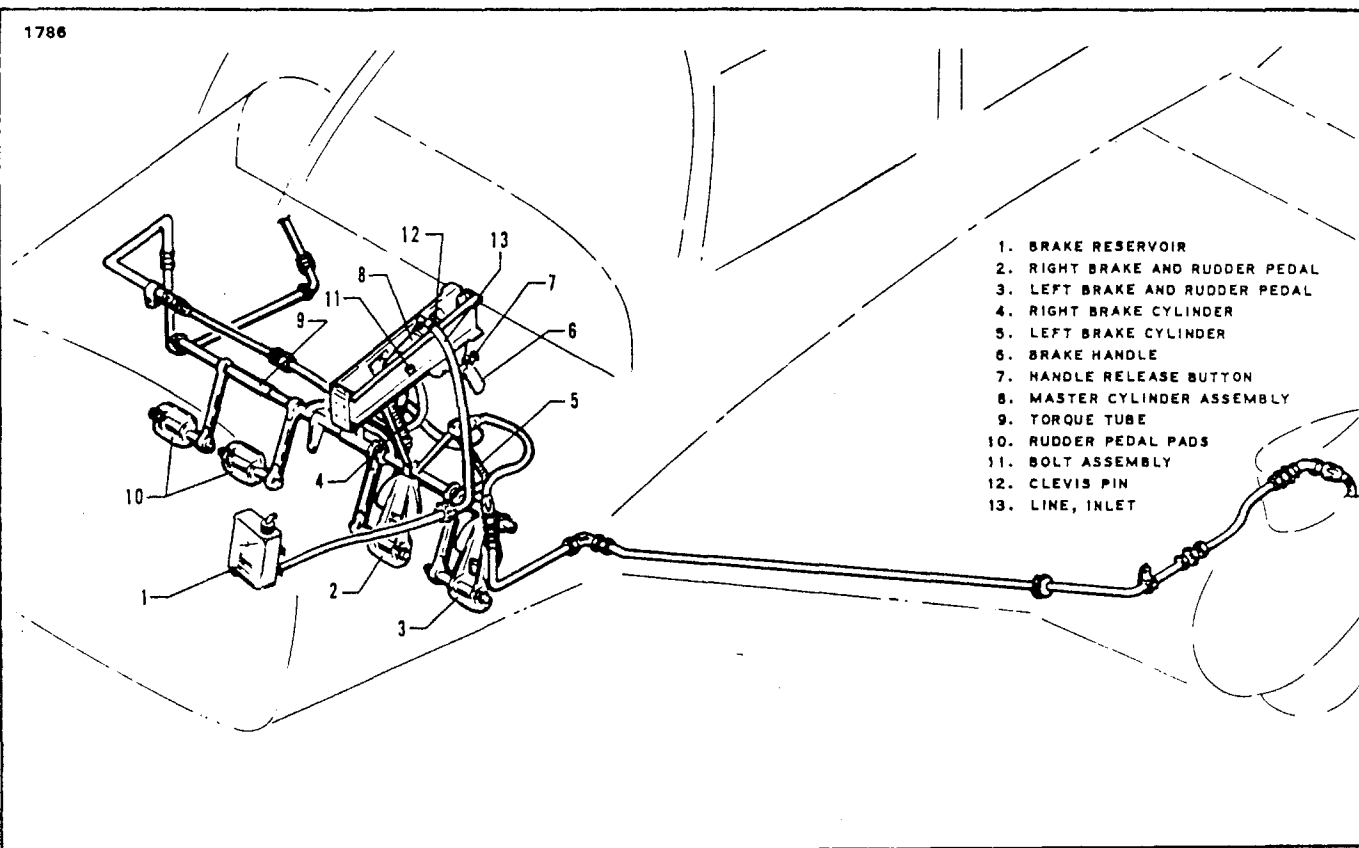 1786
12
13
8
7
11
9
6
5
4
10
2
1
3
1. BRAKE RESERVOIR
2. RIGHT BRAKE AND RUDDER PEDAL
3. LEFT BRAKE AND RUDDER PEDAL
4. RIGHT BRAKE CYLINDER
5. LEFT BRAKE CYLINDER
6. BRAKE HANDLE
7. HANDLE RELEASE BUTTON
8. MASTER CYLINDER ASSEMBLY
9. TORQUE TUBE
10. RUDDER PEDAL PADS
11. BOLT ASSEMBLY
12. CLEVIS PIN
13. LINE, INLET